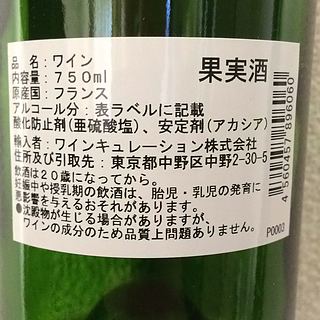 品名：ワイン
果実酒
内容量：750ml
原産国：フランス
アルコール分：表ラベルに記載
酸化防止剤(亜硫酸塩)、安定剤(アカシア)
輸入者：ワインキュレーション株式会社
住所及び引取先：東京都中野区中野2-30-5
飲酒は20歳になってから。
妊娠中や授乳期の飲酒は、胎児・乳児の発育に
悪影響を与えるおそれがあります。
●沈殿物が生じる場合がありますが、
ワインの成分のため品質上問題ありません。
4 560457 896060
P0003